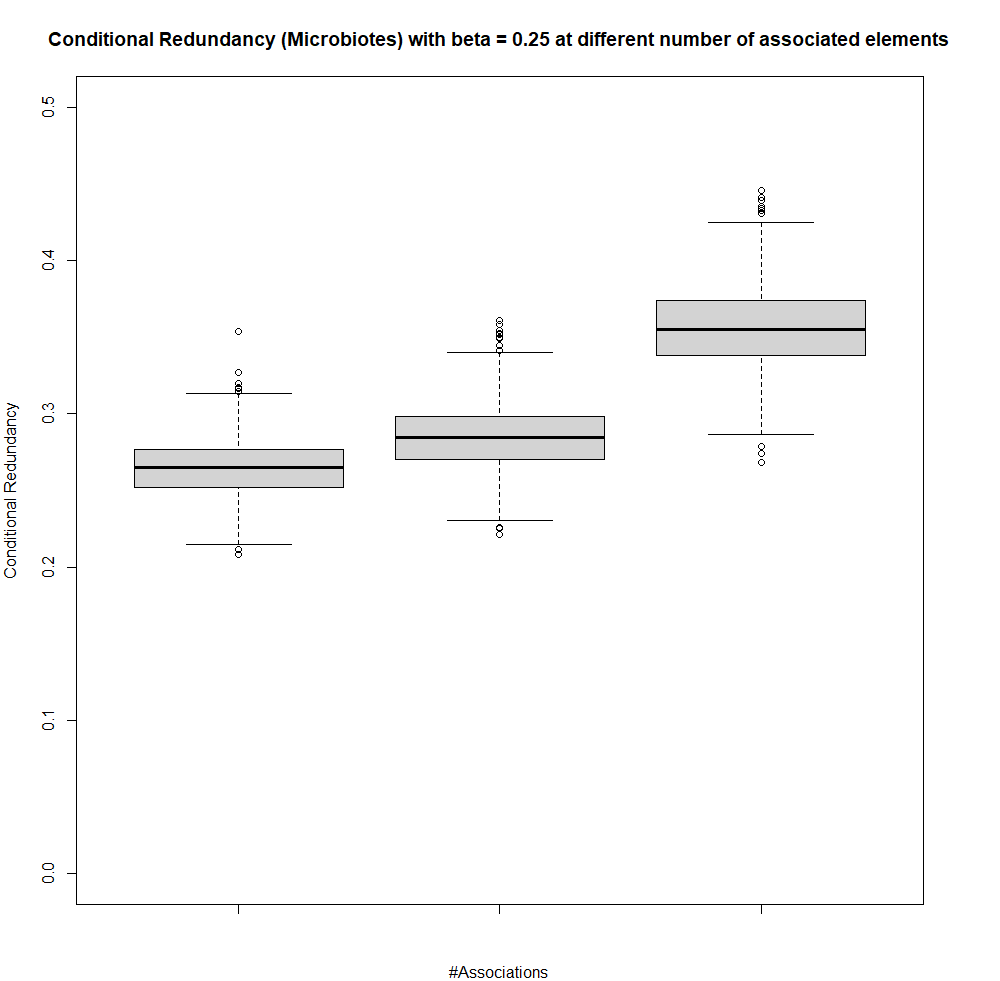 Conditional Redundancy (Microbiotes) with beta = 0.25 at different number of associated elements
0.5
0.4
0.3
0.2
0.1
0.0
Conditional Redundancy
#Associations